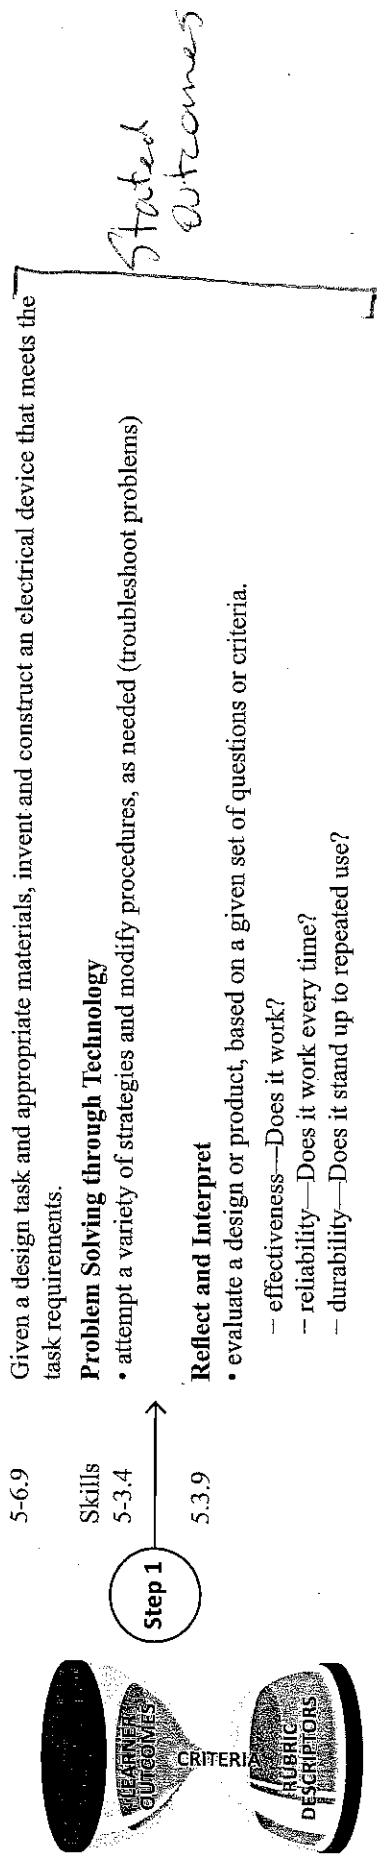 5-6.9 Given a design task and appropriate materials, invent and construct an electrical device that meets the
task requirements.
Skills Problem Solving through Technology
5-3.4 • attempt a variety of strategies and modify procedures, as needed (troubleshoot problems)
5.3.9 Reflect and Interpret
• evaluate a design or product, based on a given set of questions or criteria.
– effectiveness—Does it work?
– reliability—Does it work every time?
– durability—Does it stand up to repeated use?
Stated
outcomes
Step 1
LEARNER
OUTCOMES
CRITERIA
RUBRIC
DESCRIPTORS